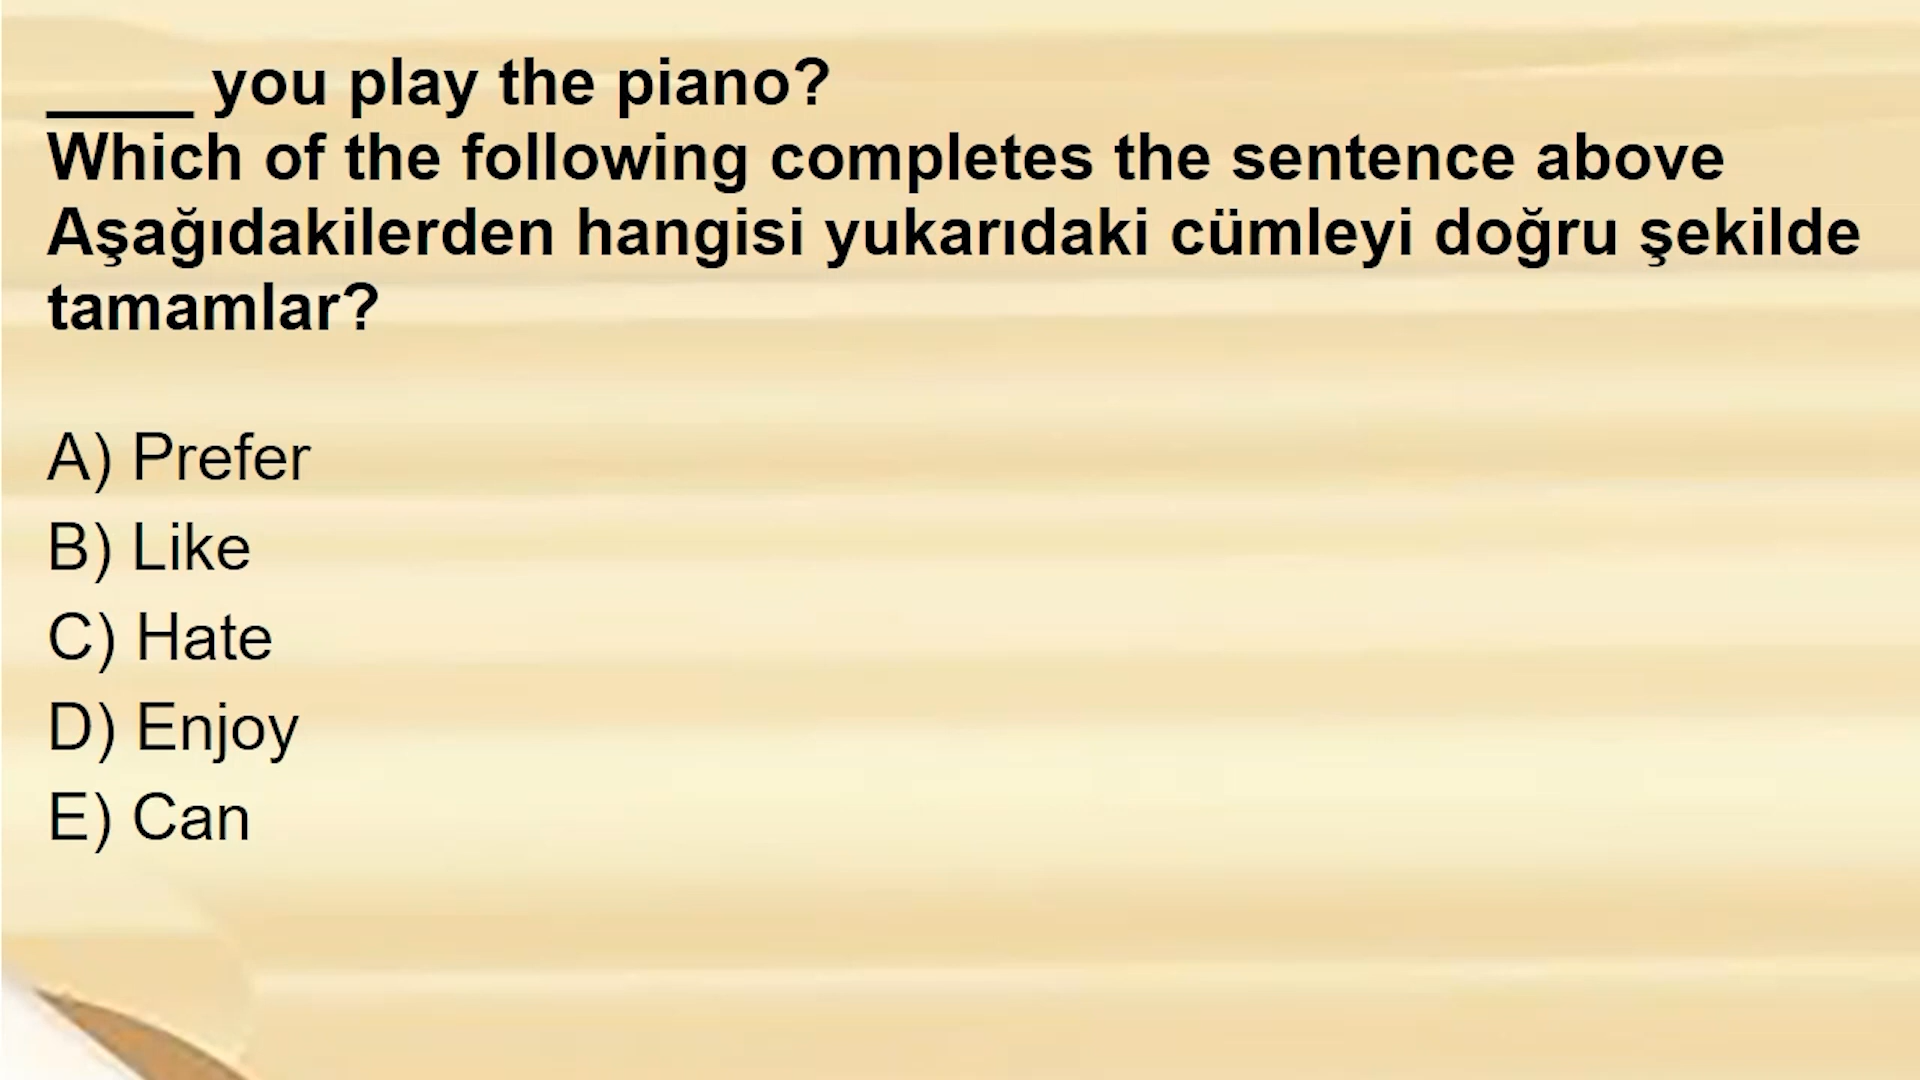 ____ you play the piano?
Which of the following completes the sentence above
Aşağıdakilerden hangisi yukarıdaki cümleyi doğru şekilde
tamamlar?
A) Prefer
B) Like
C) Hate
D) Enjoy
E) Can